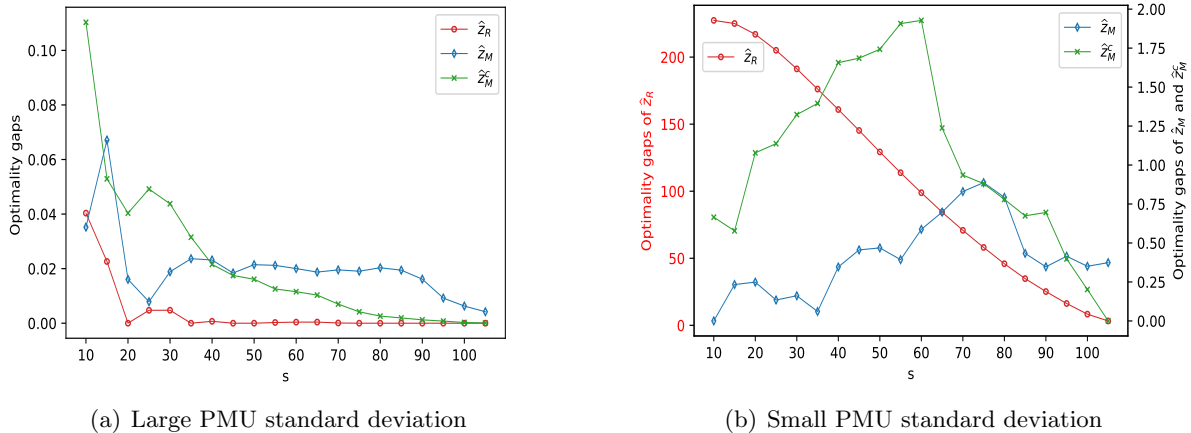 0.10
0.08
0.06
0.04
0.02
0.00
Optimality gaps
10 20 30 40 50 60 70 80 90 100
s
ẑ_R
ẑ_M
ẑ_M^c
(a) Large PMU standard deviation
200
150
100
50
0
Optimality gaps of ẑ_R
ẑ_R
ẑ_M
ẑ_M^c
2.00
1.75
1.50
1.25
1.00
0.75
0.50
0.25
0.00
Optimality gaps of ẑ_M and ẑ_M^c
10 20 30 40 50 60 70 80 90 100
s
(b) Small PMU standard deviation